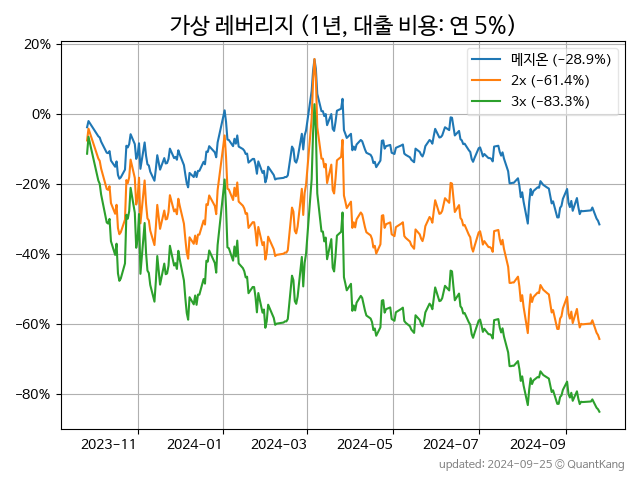 가상 레버리지 (1년, 대출 비용: 연 5%)
메지온 (−28.9%)
2x (−61.4%)
3x (−83.3%)
20%
0%
−20%
−40%
−60%
−80%
2023-11
2024-01
2024-03
2024-05
2024-07
2024-09
updated: 2024-09-25 © QuantKang